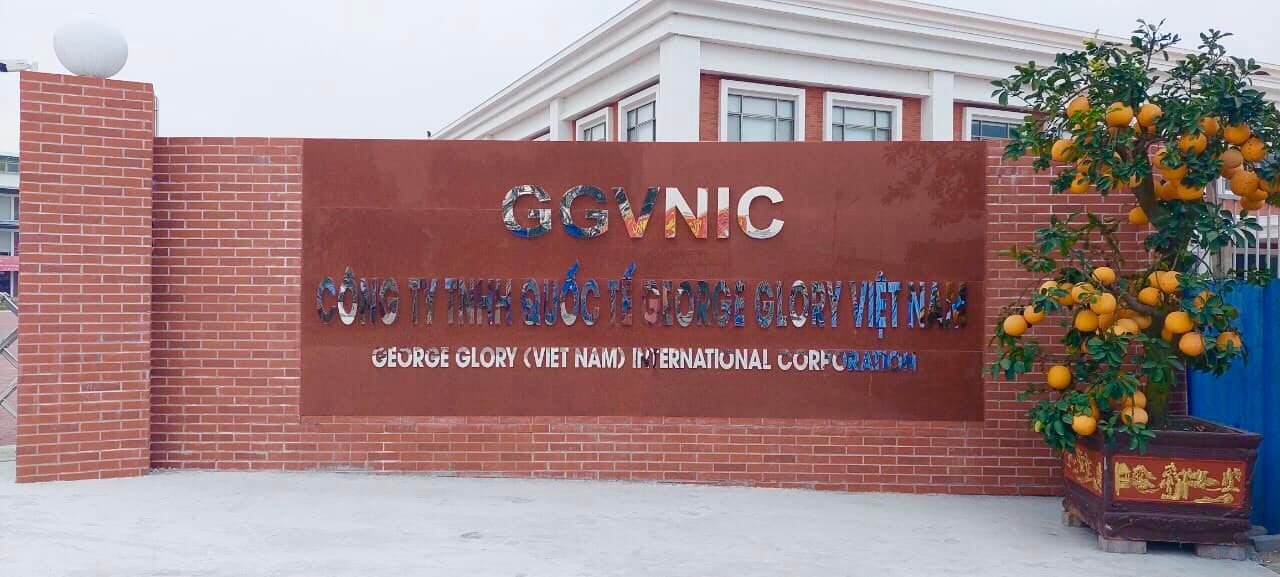 GGVNIC
CÔNG TY TNHH QUỐC TẾ GEORGE GLORY VIỆT NAM
GEORGE GLORY (VIET NAM) INTERNATIONAL CORPORATION